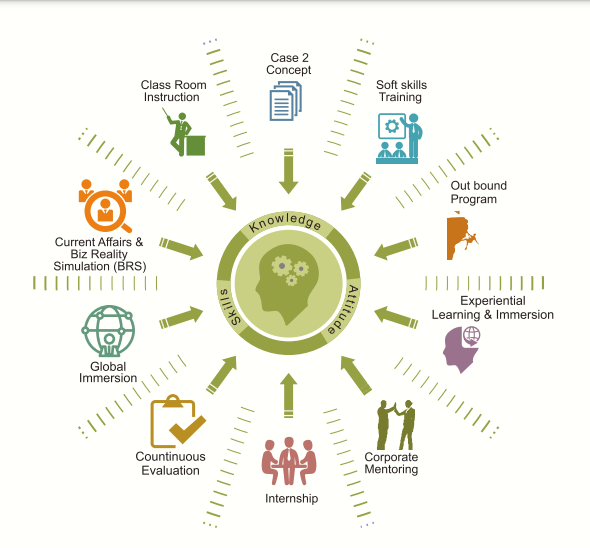 Case 2
Concept
Class Room
Instruction
Soft skills
Training
Out bound
Program
Current Affairs &
Biz Reality
Simulation (BRS)
Knowledge
Attitude
Skills
Experiential
Learning & Immersion
Global
Immersion
Countinuous
Evaluation
Corporate
Mentoring
Internship